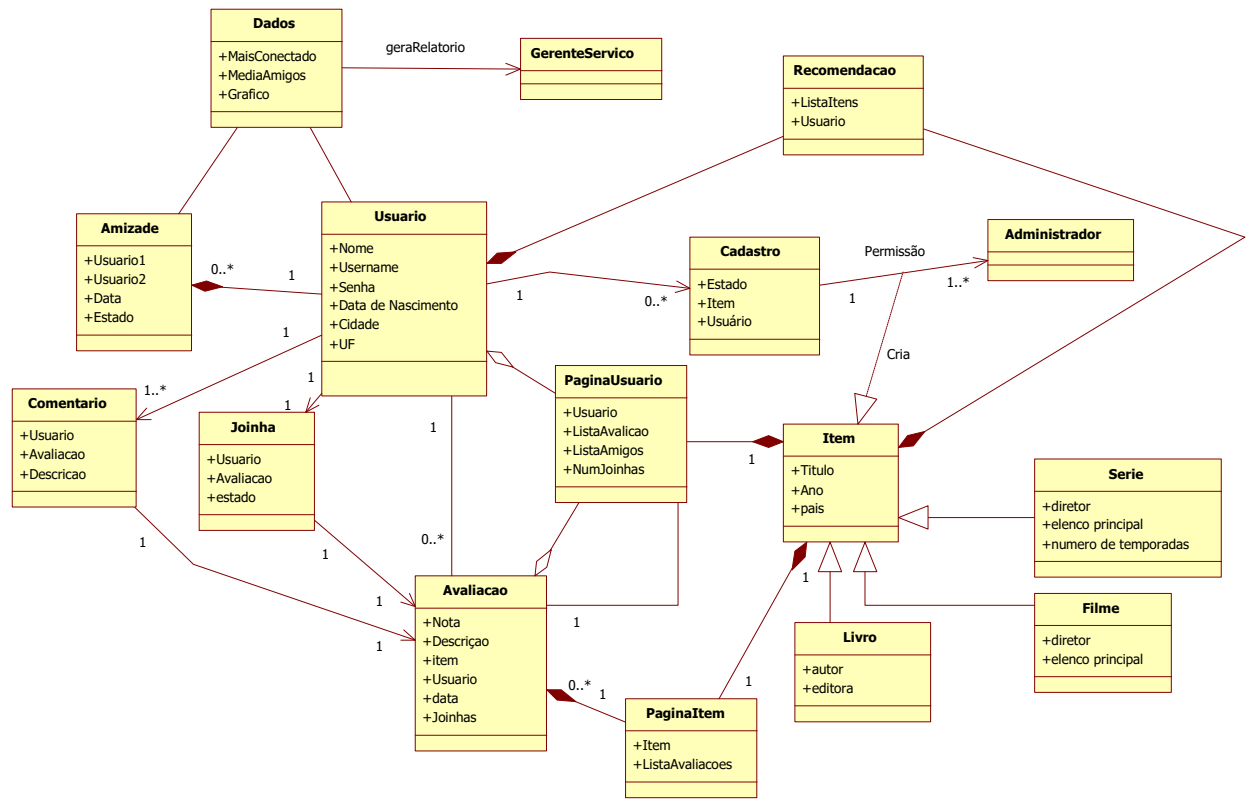 Dados
+MaisConectado
+MediaAmigos
+Grafico
geraRelatorio
GerenteServico
Recomendacao
+ListaItens
+Usuario
Amizade
+Usuario1
+Usuario2
+Data
+Estado
0..*
1
Usuario
+Nome
+Username
+Senha
+Data de Nascimento
+Cidade
+UF
1
0..*
Cadastro
+Estado
+Item
+Usuário
Permissão
1
1..*
Administrador
Cria
1
1..*
1
1
1
0..*
Comentario
+Usuario
+Avaliacao
+Descricao
Joinha
+Usuario
+Avaliacao
+estado
PaginaUsuario
+Usuario
+ListaAvalicao
+ListaAmigos
+NumJoinhas
1
Item
+Titulo
+Ano
+pais
Serie
+diretor
+elenco principal
+numero de temporadas
1
1
1
1
Avaliacao
+Nota
+Descriçao
+item
+Usuario
+data
+Joinhas
1
0..*
1
1
1
PaginaItem
+Item
+ListaAvaliacoes
Livro
+autor
+editora
Filme
+diretor
+elenco principal